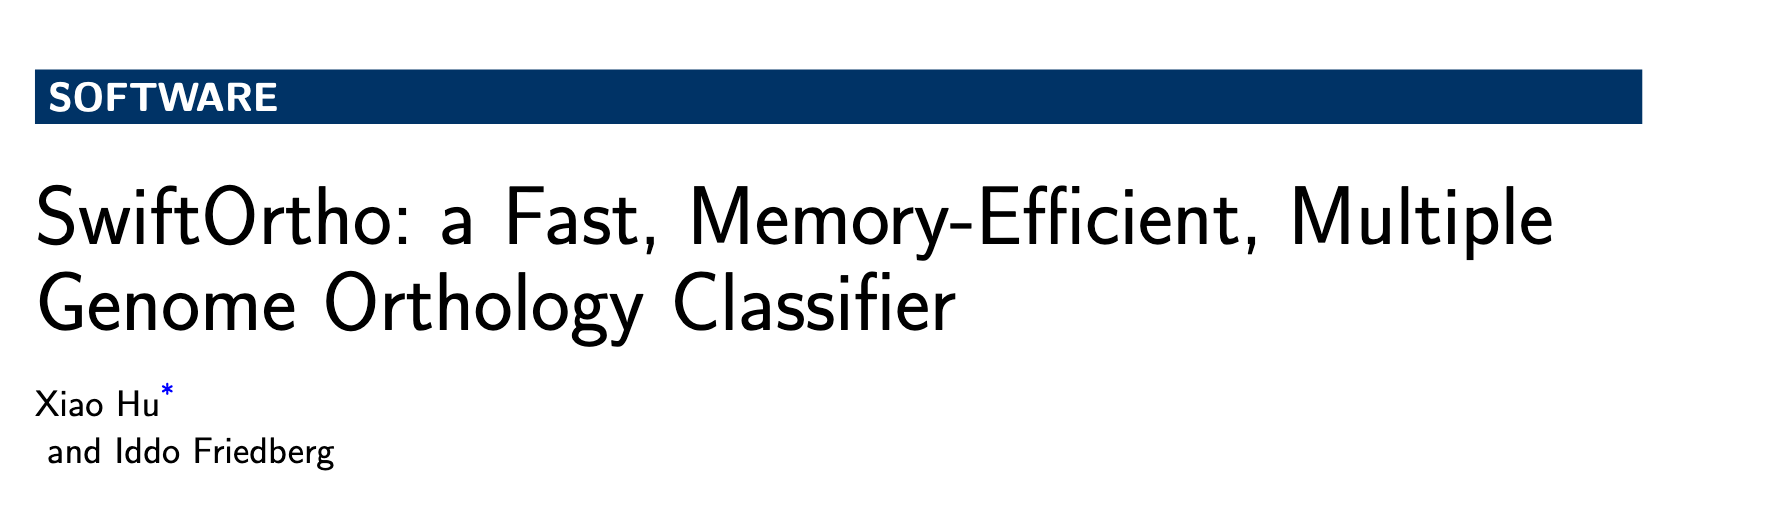 SOFTWARE
SwiftOrtho: a Fast, Memory-Efficient, Multiple
Genome Orthology Classifier
Xiao Hu*
and Iddo Friedberg